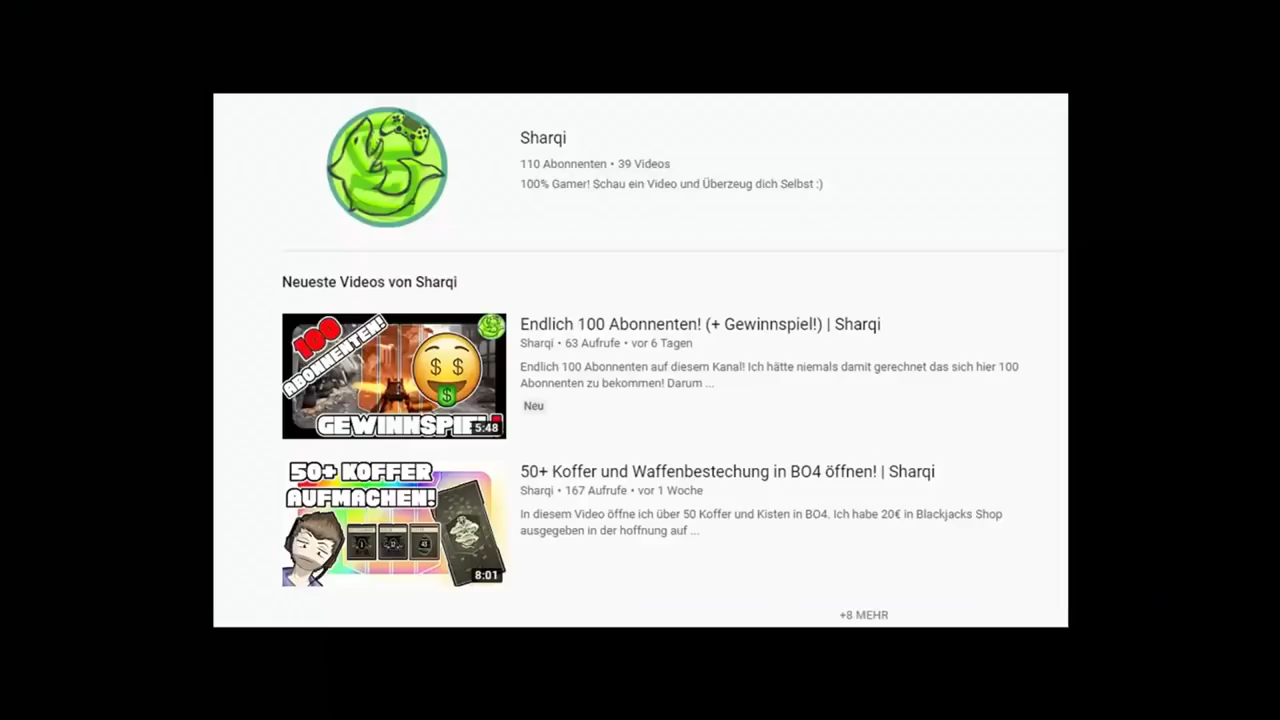 Sharqi
110 Abonnenten • 39 Videos
100% Gamer! Schau ein Video und Überzeug dich Selbst :)
Neueste Videos von Sharqi
100
ABONNENTEN!
GEWINNSPIEL!
5:48
Endlich 100 Abonnenten! (+ Gewinnspiel!) | Sharqi
Sharqi • 63 Aufrufe • vor 6 Tagen
Endlich 100 Abonnenten auf diesem Kanal! Ich hätte niemals damit gerechnet das sich hier 100
Abonnenten zu bekommen! Darum ...
Neu
50+ KOFFER
AUFMACHEN!
8:01
50+ Koffer und Waffenbestechung in BO4 öffnen! | Sharqi
Sharqi • 167 Aufrufe • vor 1 Woche
In diesem Video öffne ich über 50 Koffer und Kisten in BO4. Ich habe 20€ in Blackjacks Shop
ausgegeben in der hoffnung auf ...
+8 MEHR